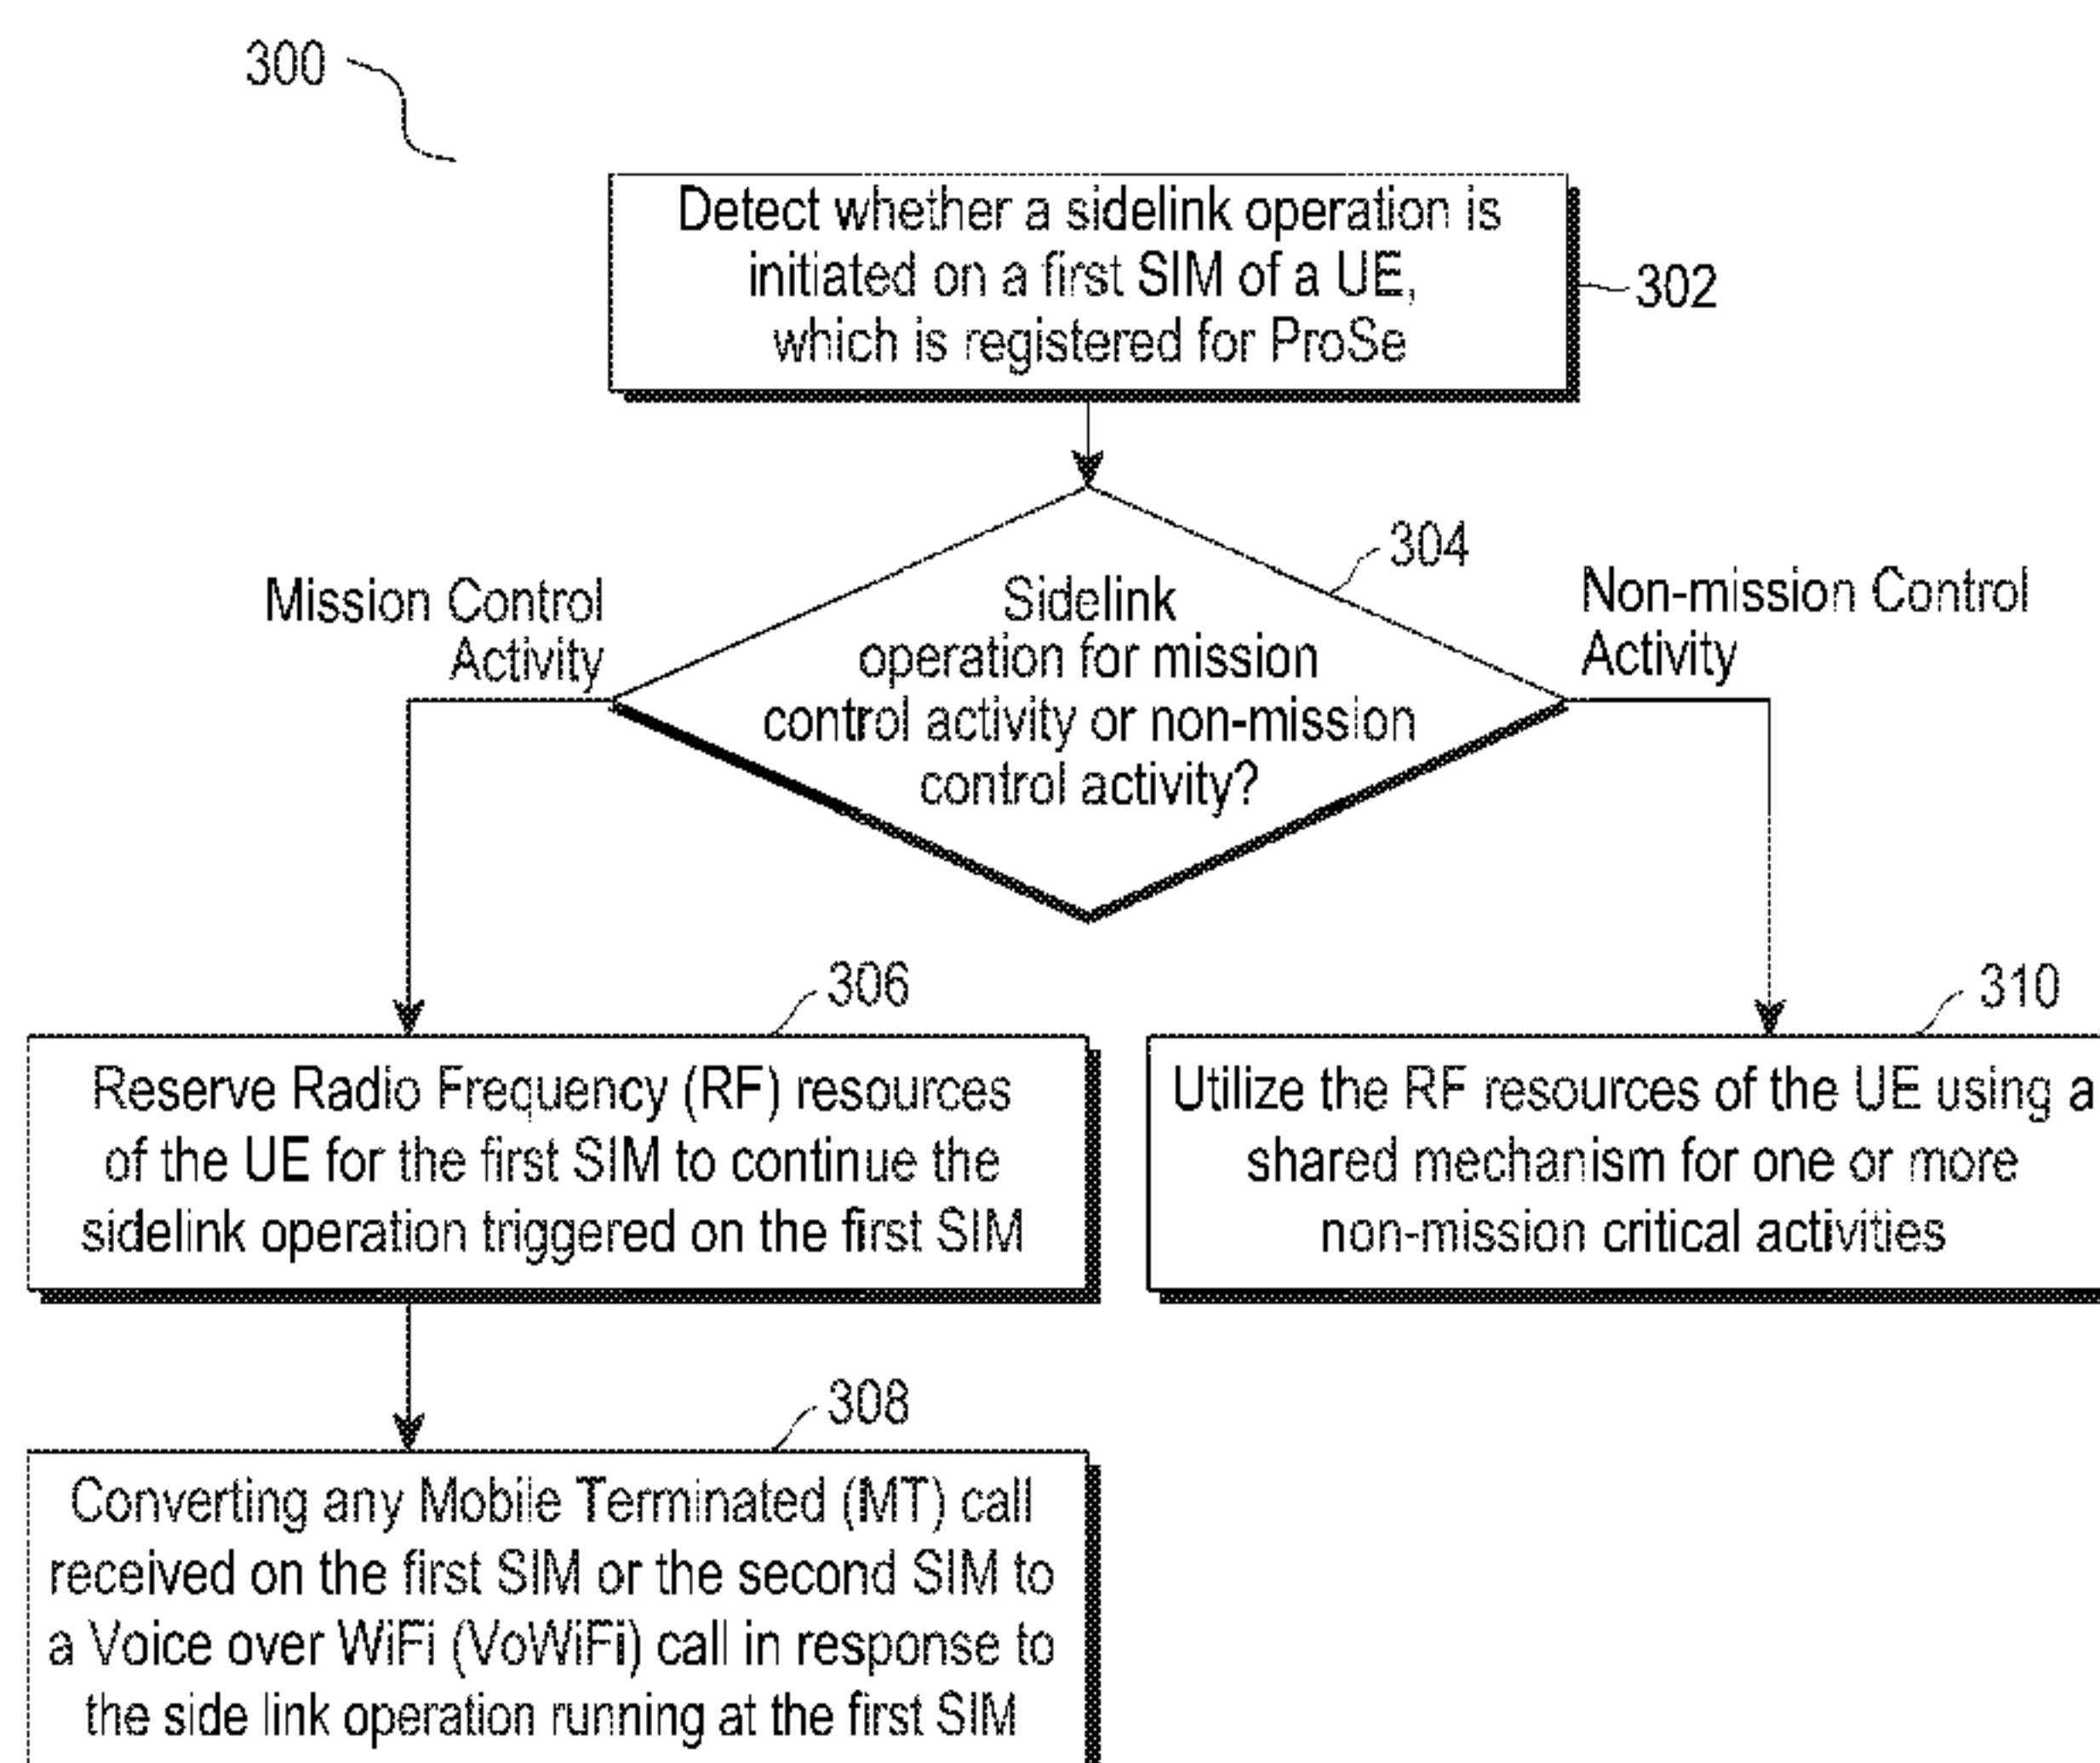 300
Detect whether a sidelink operation is
initiated on a first SIM of a UE,
which is registered for ProSe
302
304
Mission Control
Activity
Sidelink
operation for mission
control activity or non-mission
control activity?
Non-mission Control
Activity
306
Reserve Radio Frequency (RF) resources
of the UE for the first SIM to continue the
sidelink operation triggered on the first SIM
310
Utilize the RF resources of the UE using a
shared mechanism for one or more
non-mission critical activities
308
Converting any Mobile Terminated (MT) call
received on the first SIM or the second SIM to
a Voice over WiFi (VoWiFi) call in response to
the side link operation running at the first SIM